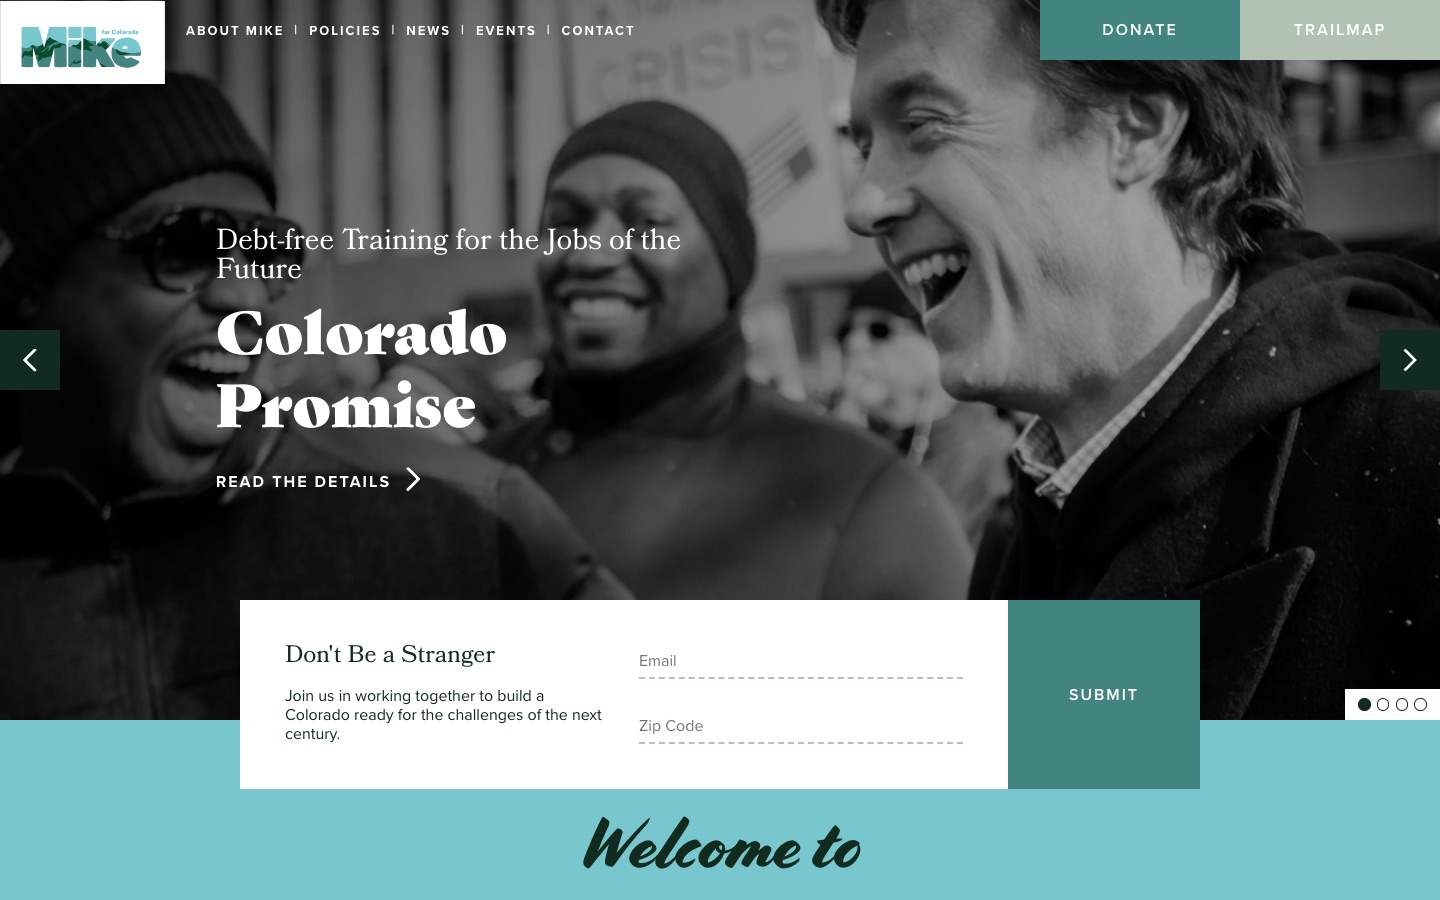 for Colorado
Mike
ABOUT MIKE | POLICIES | NEWS | EVENTS | CONTACT
DONATE
TRAILMAP
CRISIS
Debt-free Training for the Jobs of the
Future
Colorado
Promise
READ THE DETAILS
Don't Be a Stranger
Join us in working together to build a
Colorado ready for the challenges of the next
century.
Email
Zip Code
SUBMIT
Welcome to